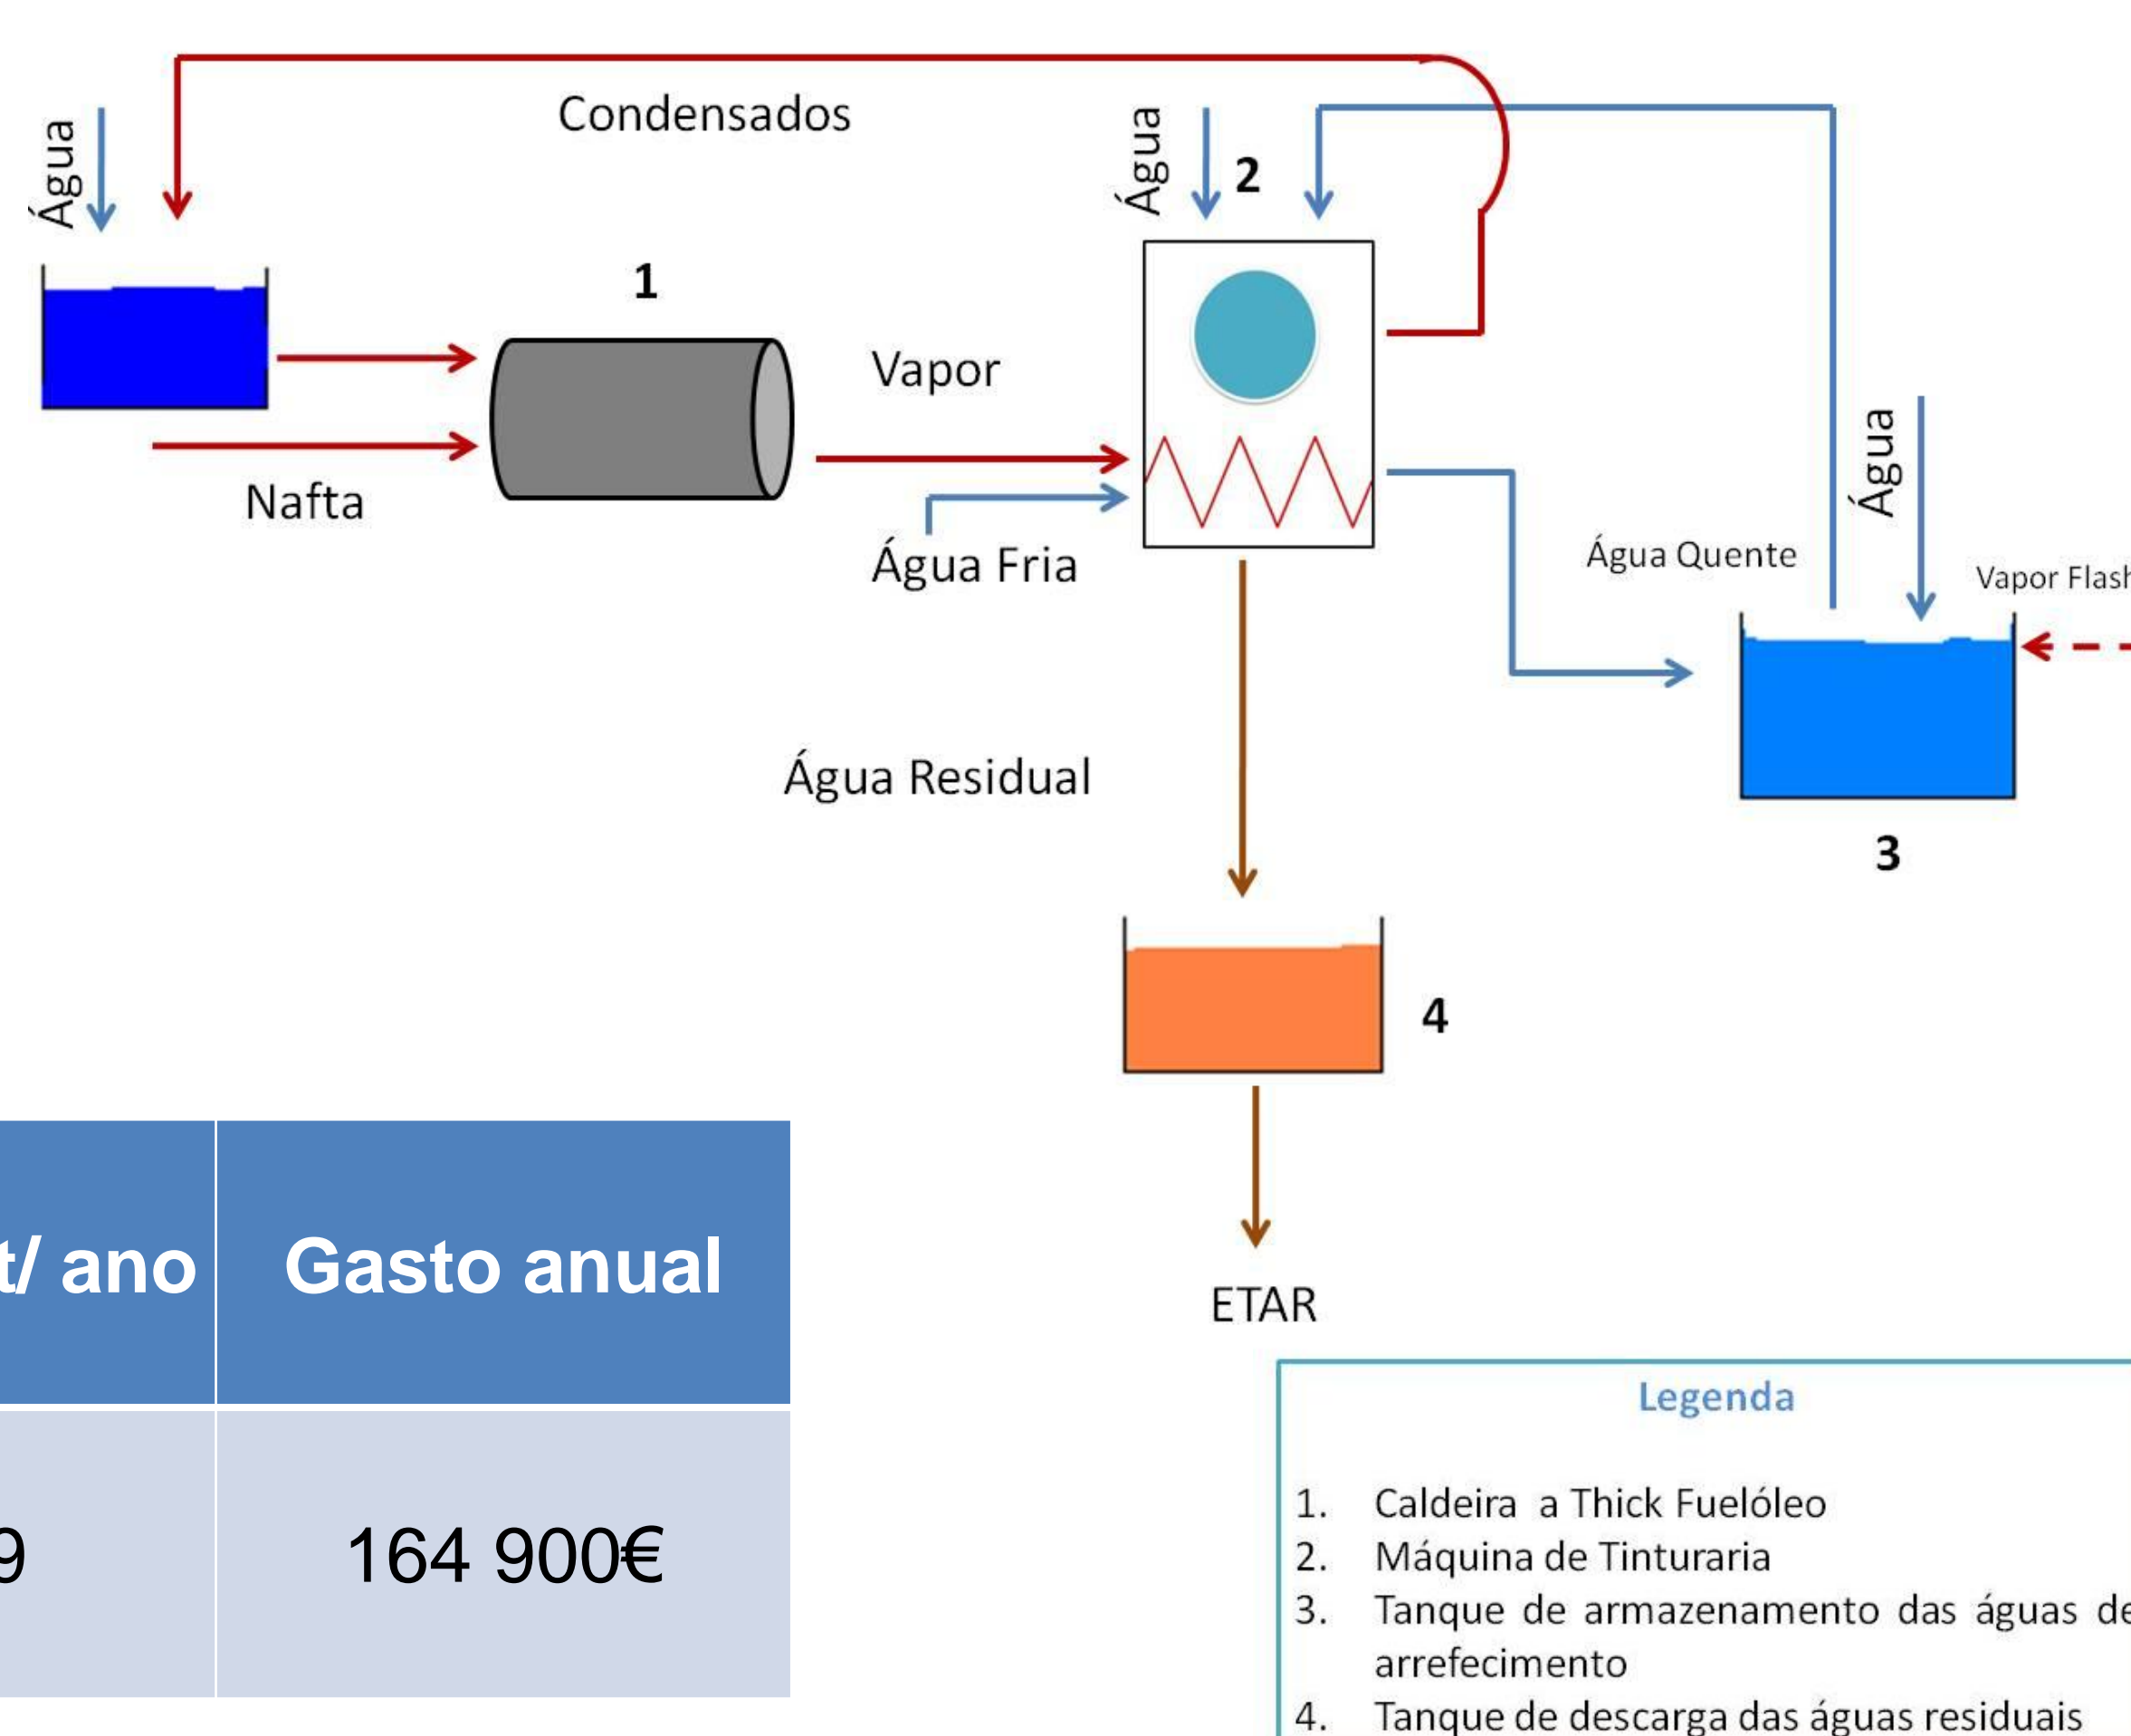 Condensados
Água
Água
2
1
Vapor
Água
Nafta
Água Fria
Água Quente
Vapor Flash
Água Residual
3
4
t/ ano
Gasto anual
ETAR
Legenda
1. Caldeira a Thick Fuelóleo
9
164 900€
2. Máquina de Tinturaria
3. Tanque de armazenamento das águas de
arrefecimento
4. Tanque de descarga das águas residuais